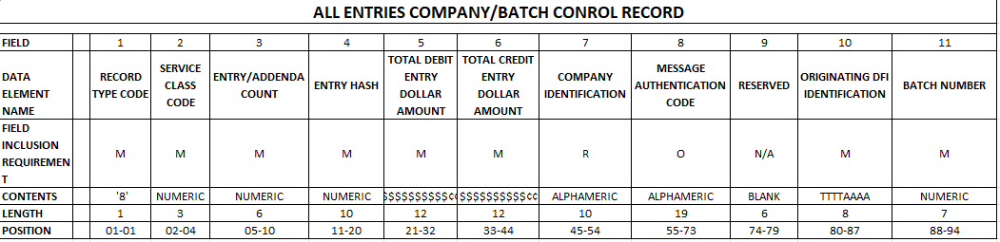 ALL ENTRIES COMPANY/BATCH CONROL RECORD
FIELD 1 2 3 4 5 6 7 8 9 10 11
DATA ELEMENT NAME RECORD TYPE CODE SERVICE CLASS CODE ENTRY/ADDENDA COUNT ENTRY HASH TOTAL DEBIT ENTRY DOLLAR AMOUNT TOTAL CREDIT ENTRY DOLLAR AMOUNT COMPANY IDENTIFICATION MESSAGE AUTHENTICATION CODE RESERVED ORIGINATING DFI IDENTIFICATION BATCH NUMBER
FIELD INCLUSION REQUIREMEN T M M M M M M R O N/A M M
CONTENTS '8' NUMERIC NUMERIC NUMERIC $$$$$$$$$$¢¢ $$$$$$$$$$¢¢ ALPHAMERIC ALPHAMERIC BLANK TTTTAAAA NUMERIC
LENGTH 1 3 6 10 12 12 10 19 6 8 7
POSITION 01-01 02-04 05-10 11-20 21-32 33-44 45-54 55-73 74-79 80-87 88-94